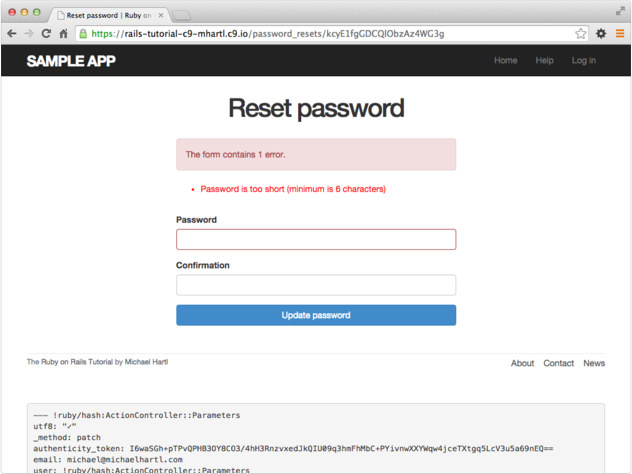 Reset password | Ruby on
https://rails-tutorial-c9-mhartl.c9.io/password_resets/kcyE1fgGDCQlObzAz4WG3g
SAMPLE APP
Home Help Log in
Reset password
The form contains 1 error.
Password is too short (minimum is 6 characters)
Password
Confirmation
Update password
The Ruby on Rails Tutorial by Michael Hartl
About Contact News
--- !ruby/hash:ActionController::Parameters
utf8: "✓"
_method: patch
authenticity_token: I6waSGh+pTPvQPHB3OY8CO3/4hH3RnzvxedJkQIU09q3hmFhMbC+PYivnwXXYWqw4jceTXtgq5LcV3u5a69nEQ==
email: michael@michaelhartl.com
user: !ruby/hash:ActionController::Parameters